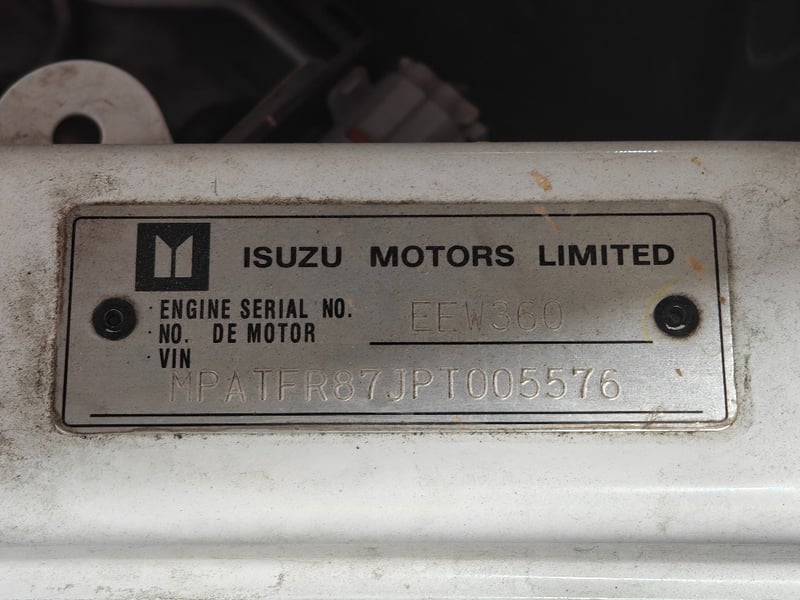 ISUZU MOTORS LIMITED
· ENGINE SERIAL NO. EEW360
NO. DE MOTOR
· VIN
MPATFR87JPT005576